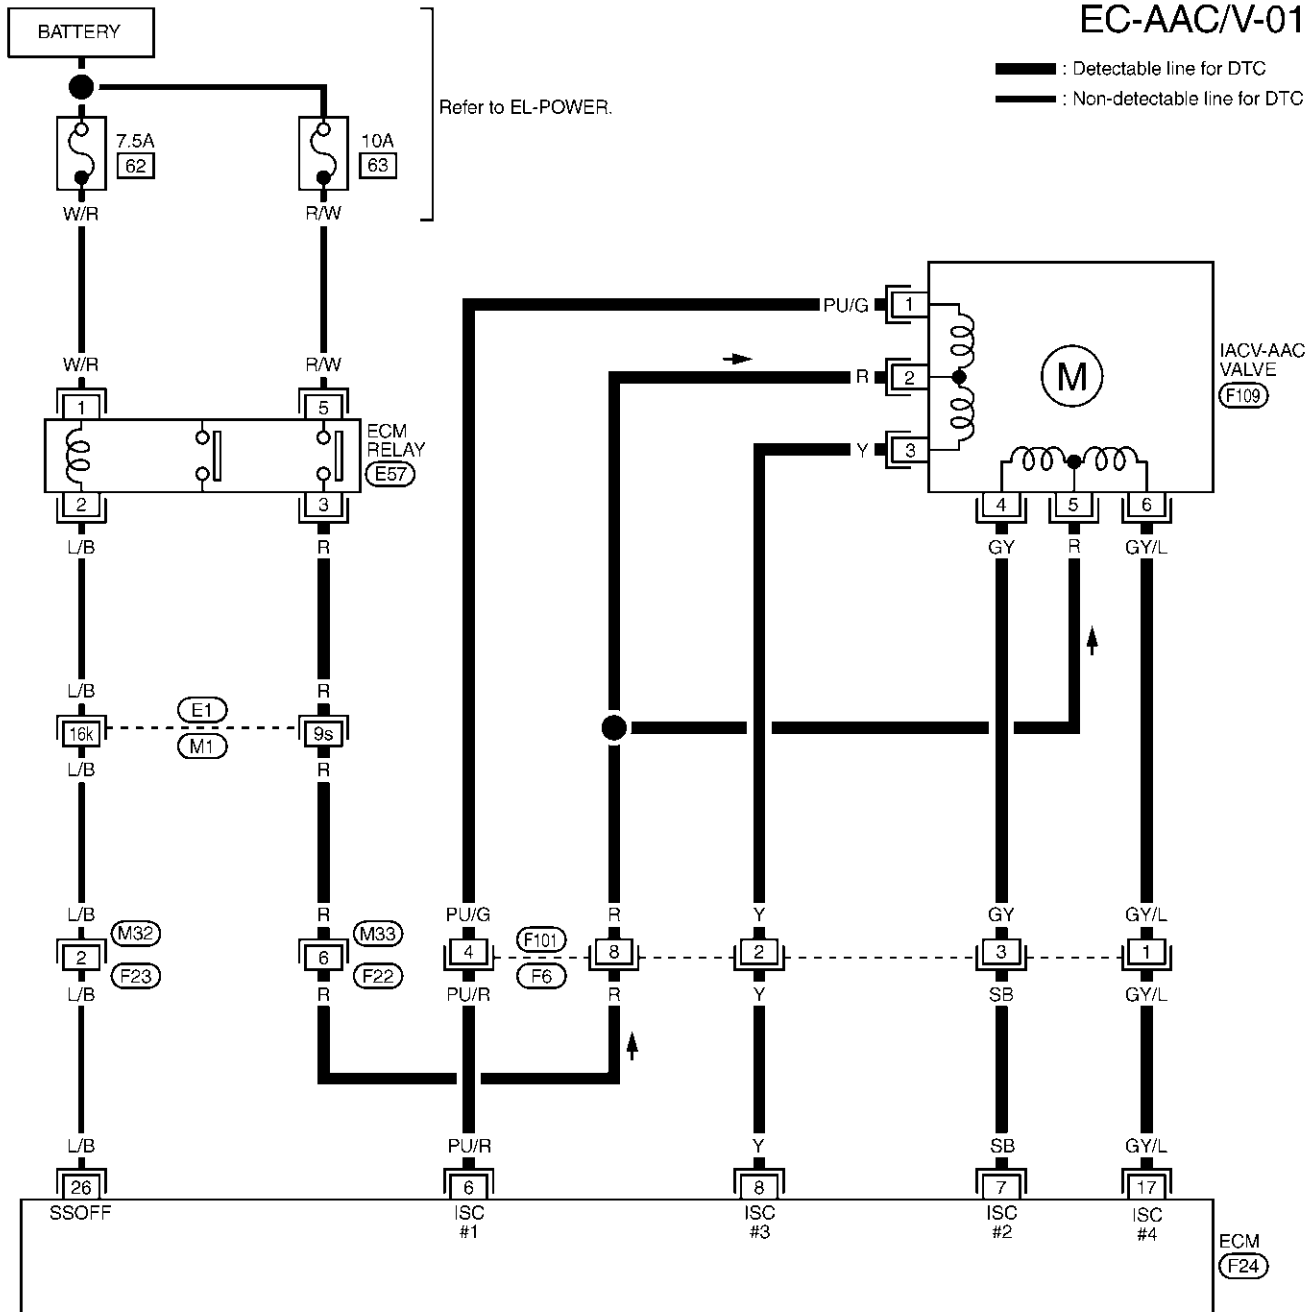 EC-AAC/V-01
BATTERY
: Detectable line for DTC
: Non-detectable line for DTC
Refer to EL-POWER.
7.5A
62
10A
63
W/R
R/W
PU/G
1
R
2
Y
3
M
IACV-AAC
VALVE
F109
W/R
R/W
1
5
ECM
RELAY
E57
2
3
4
5
6
L/B
R
GY
R
GY/L
L/B
R
E1
16k
9s
M1
L/B
R
L/B
R
PU/G
R
Y
GY
GY/L
M32
M33
F101
2
6
4
8
2
3
1
F23
F22
F6
L/B
R
PU/R
R
Y
SB
GY/L
L/B
PU/R
Y
SB
GY/L
26
6
8
7
17
SSOFF
ISC
#1
ISC
#3
ISC
#2
ISC
#4
ECM
F24